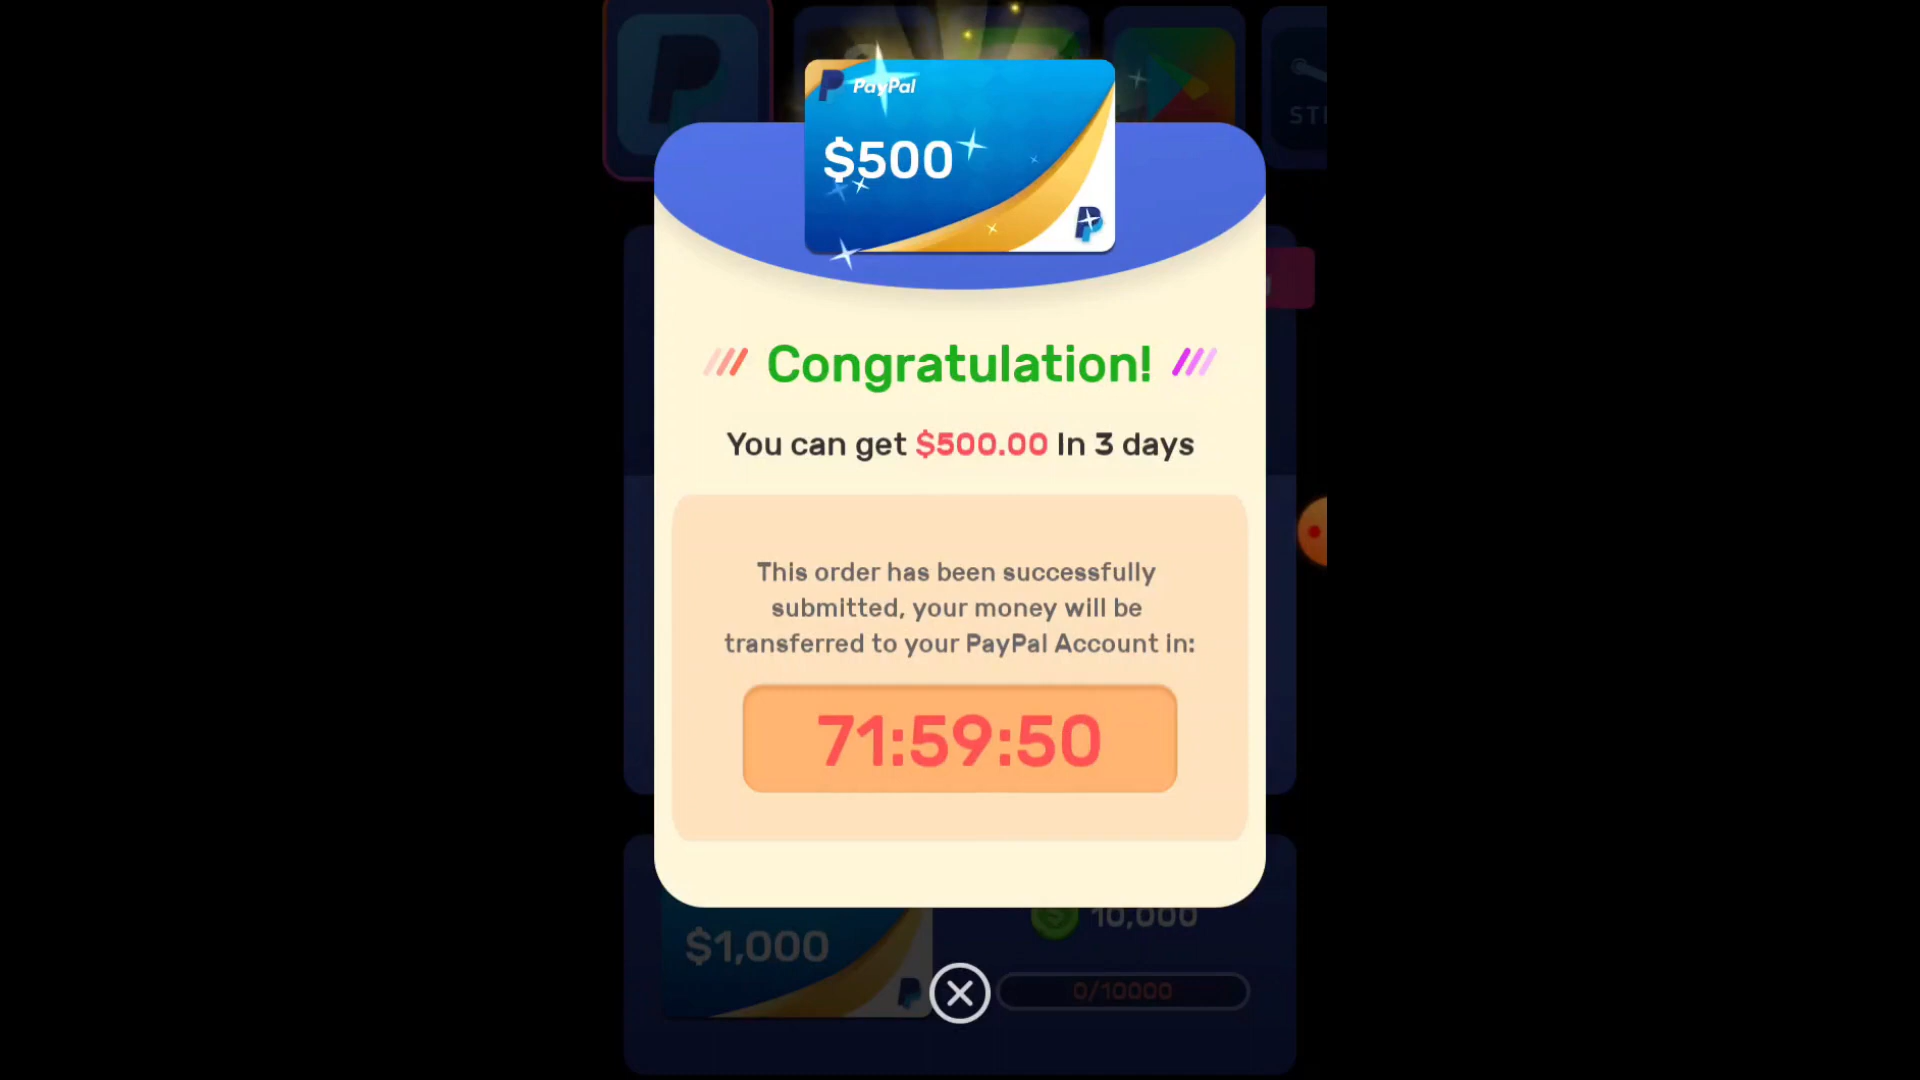 PayPal
$500
Congratulation!
You can get $500.00 In 3 days
This order has been successfully
submitted, your money will be
transferred to your PayPal Account in:
71:59:50
10,000
$1,000
0/10000